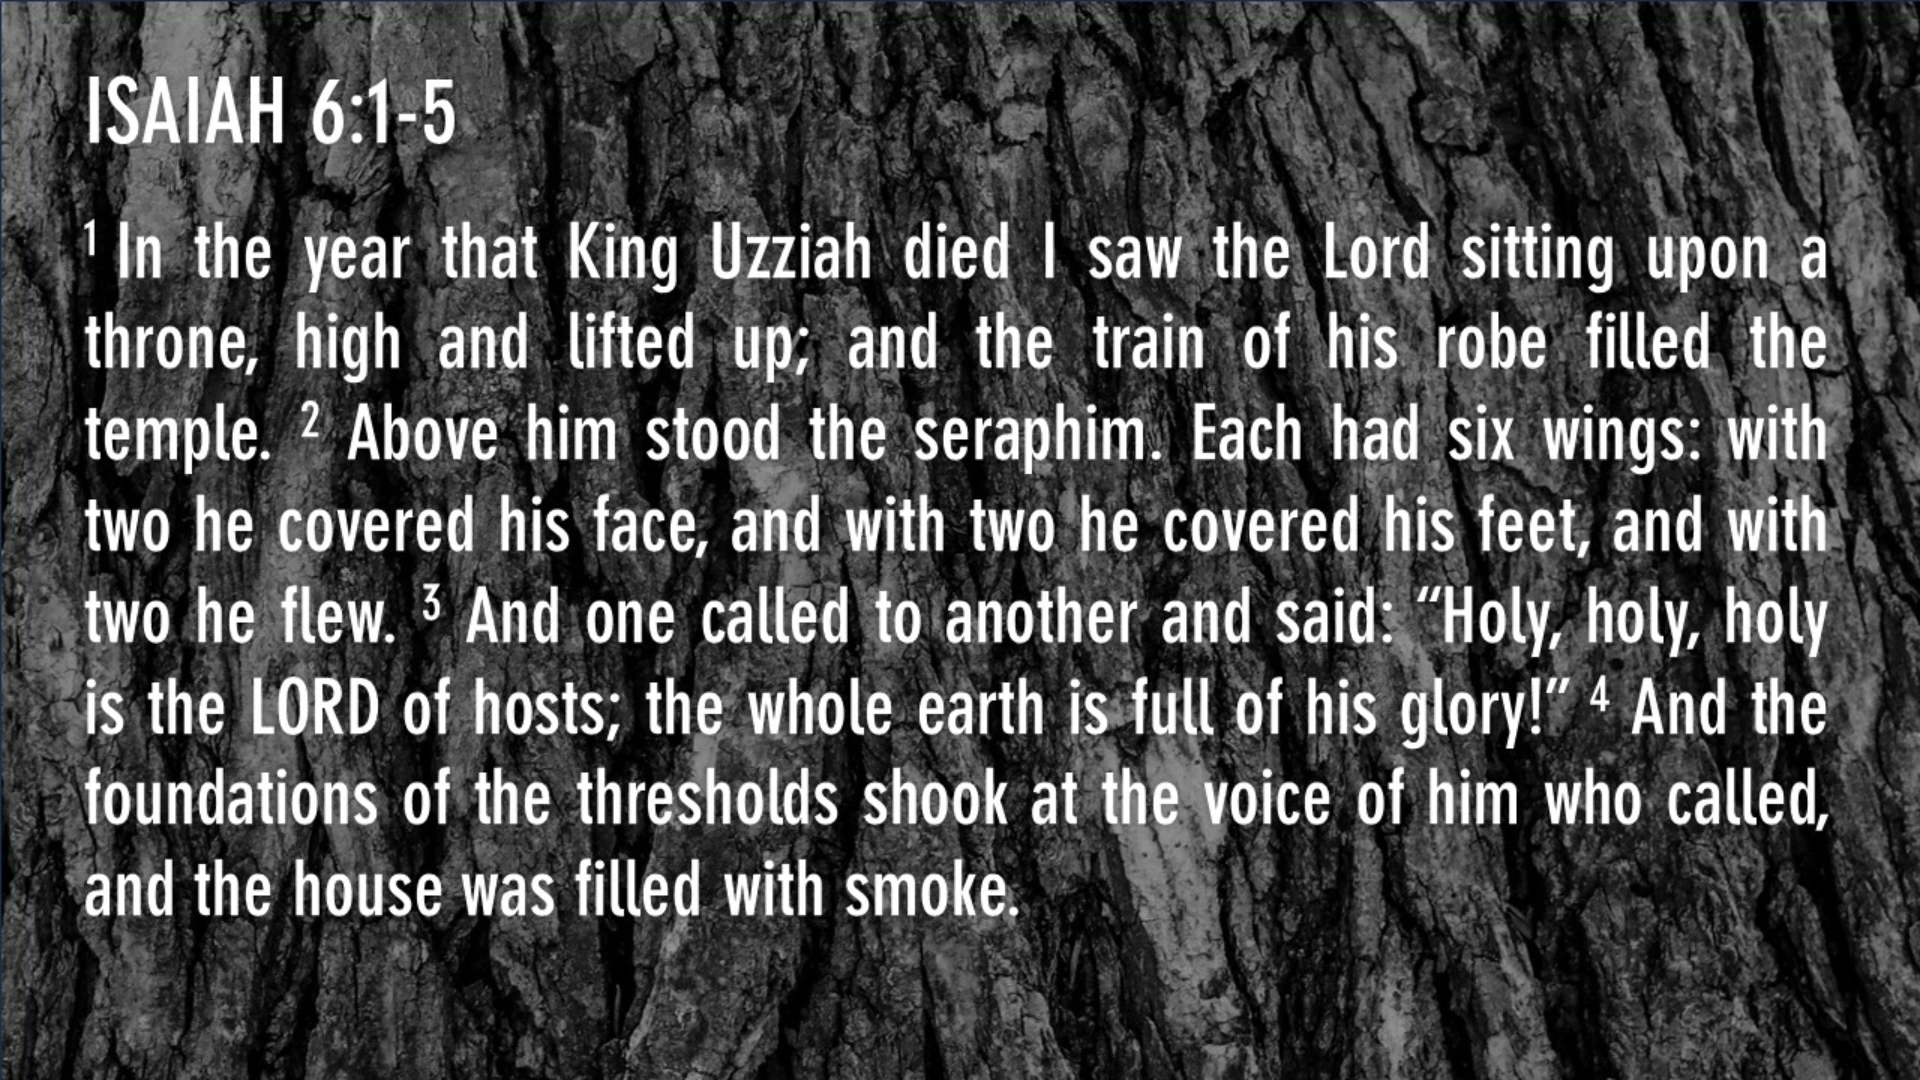 ISAIAH 6:1-5
1 In the year that King Uzziah died I saw the Lord sitting upon a
throne, high and lifted up; and the train of his robe filled the
temple. 2 Above him stood the seraphim. Each had six wings: with
two he covered his face, and with two he covered his feet, and with
two he flew. 3 And one called to another and said: “Holy, holy, holy
is the LORD of hosts; the whole earth is full of his glory!” 4 And the
foundations of the thresholds shook at the voice of him who called,
and the house was filled with smoke.